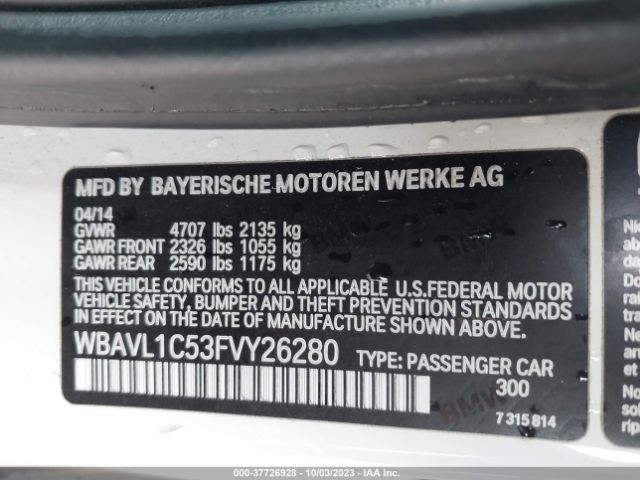 MFD BY BAYERISCHE MOTOREN WERKE AG
04/14
GVWR 4707 lbs 2135 kg
GAWR FRONT 2326 lbs 1055 kg
GAWR REAR 2590 lbs 1175 kg
THIS VEHICLE CONFORMS TO ALL APPLICABLE U.S.FEDERAL MOTOR
VEHICLE SAFETY, BUMPER AND THEFT PREVENTION STANDARDS
IN EFFECT ON THE DATE OF MANUFACTURE SHOWN ABOVE.
WBAVL1C53FVY26280 TYPE: PASSENGER CAR
300
BMW
7 315 814
000-37726928 - 10/03/2023 - IAA Inc.